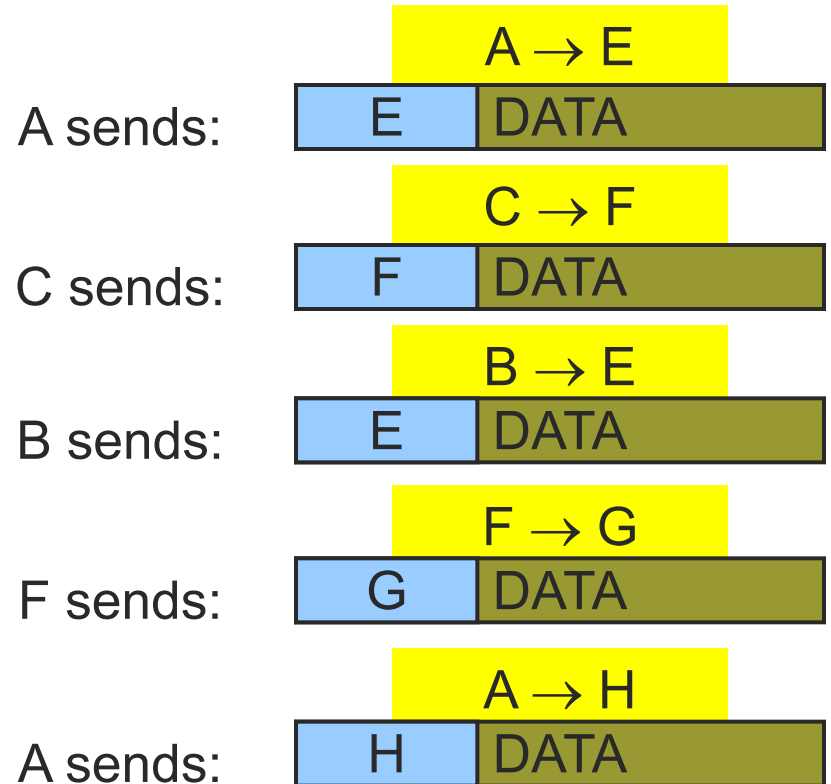 A → E
A sends: E DATA
C → F
C sends: F DATA
B → E
B sends: E DATA
F → G
F sends: G DATA
A → H
A sends: H DATA